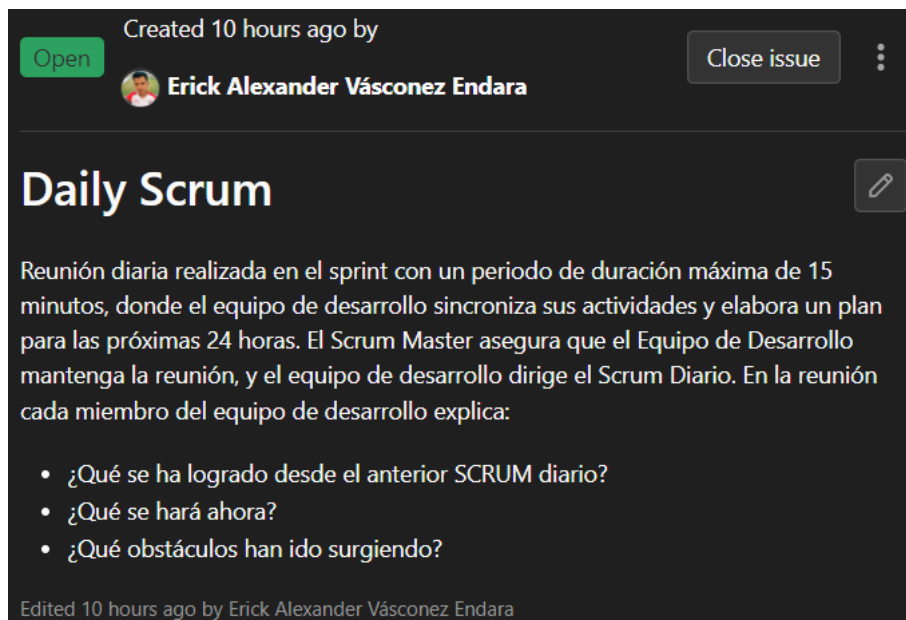 Created 10 hours ago by
Open
Close issue
Erick Alexander Vásconez Endara
Daily Scrum
Reunión diaria realizada en el sprint con un periodo de duración máxima de 15
minutos, donde el equipo de desarrollo sincroniza sus actividades y elabora un plan
para las próximas 24 horas. El Scrum Master asegura que el Equipo de Desarrollo
mantenga la reunión, y el equipo de desarrollo dirige el Scrum Diario. En la reunión
cada miembro del equipo de desarrollo explica:
• ¿Qué se ha logrado desde el anterior SCRUM diario?
• ¿Qué se hará ahora?
• ¿Qué obstáculos han ido surgiendo?
Edited 10 hours ago by Erick Alexander Vásconez Endara